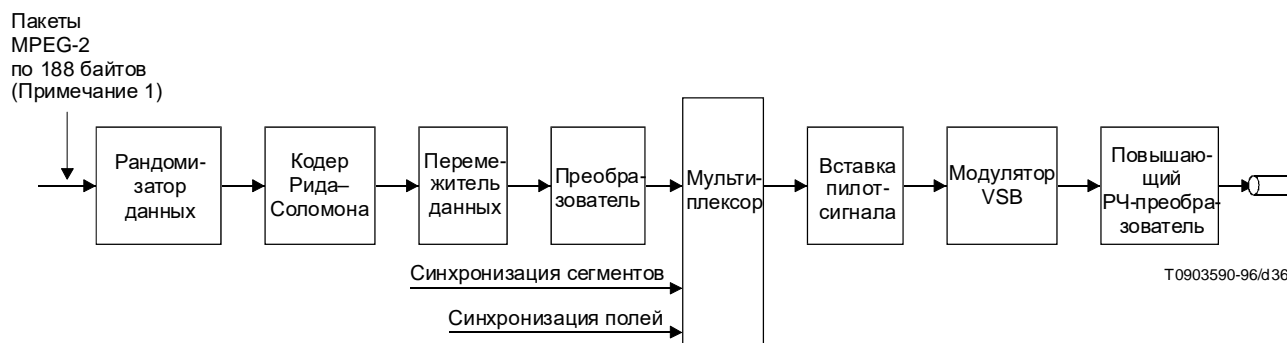 Пакеты
MPEG-2
по 188 байтов
(Примечание 1)
Рандоми-
затор
данных
Кодер
Рида–
Соломона
Перемe-
житель
данных
Преобра-
зователь
Мульти-
плексор
Вставка
пилот-
сигнала
Модулятор
VSB
Повышаю-
щий
РЧ-преобра-
зователь
Синхронизация сегментов
Синхронизация полей
T0903590-96/d36